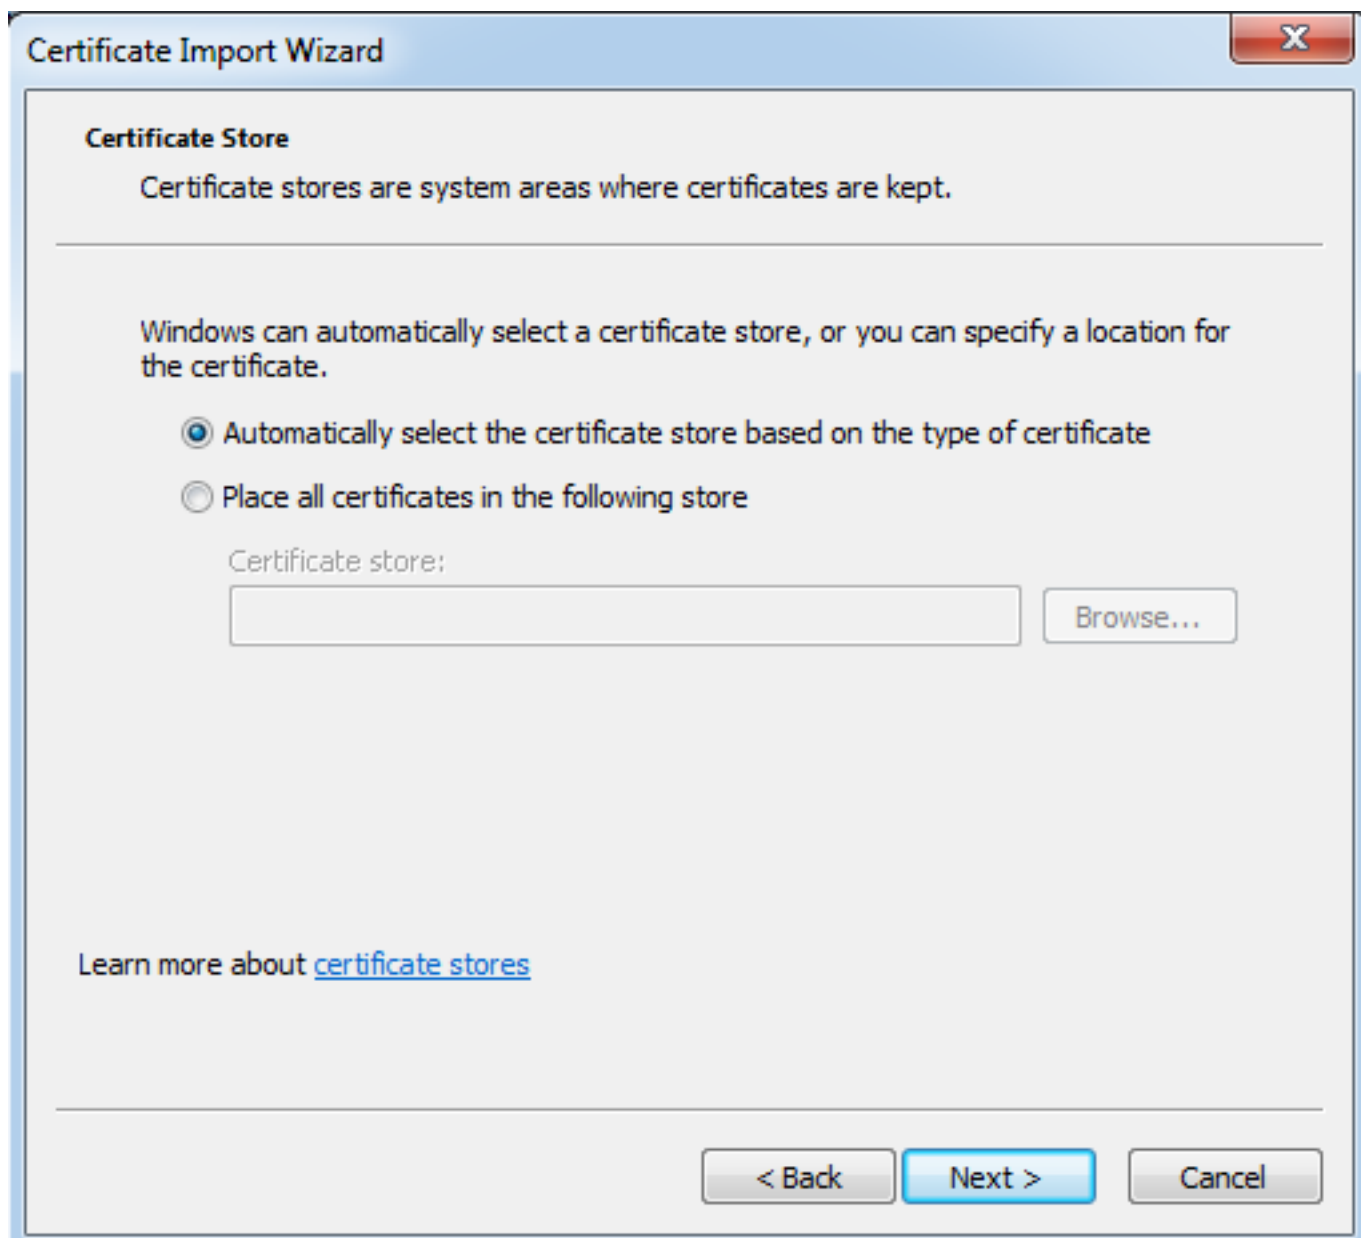 Certificate Import Wizard
x
Certificate Store
Certificate stores are system areas where certificates are kept.
Windows can automatically select a certificate store, or you can specify a location for
the certificate.
Automatically select the certificate store based on the type of certificate
Place all certificates in the following store
Certificate store:
Browse...
Learn more about certificate stores
< Back Next > Cancel